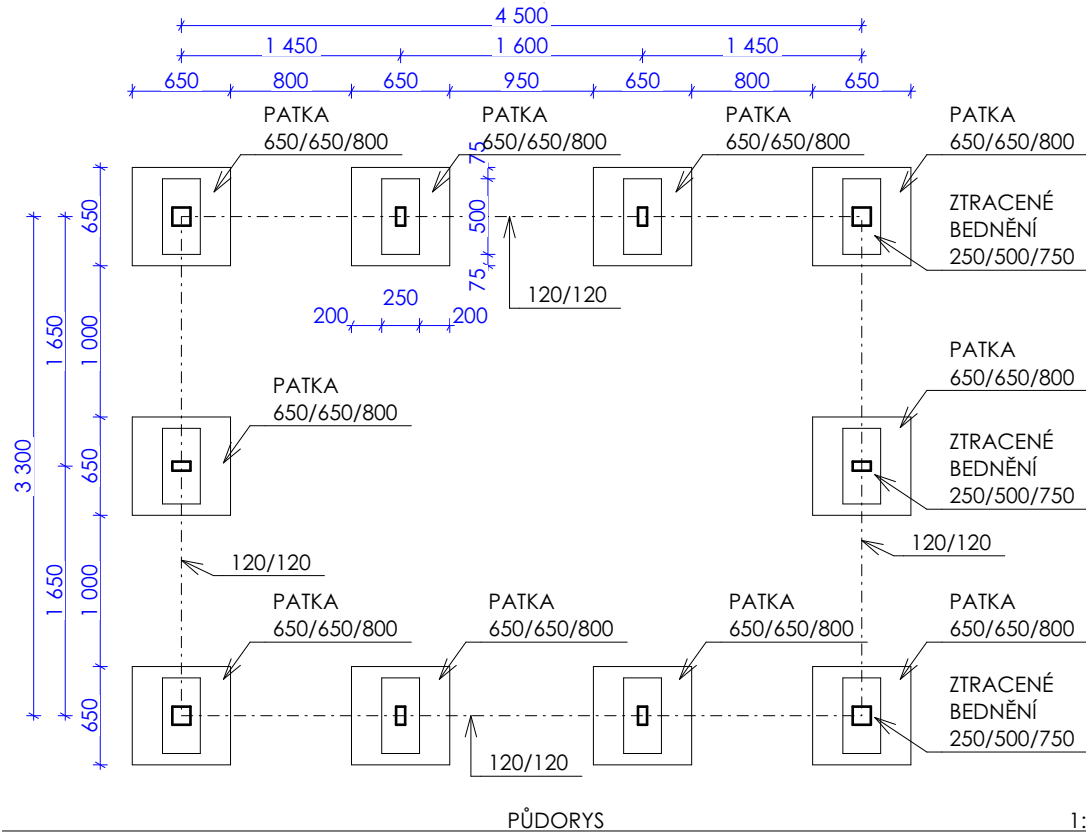 4 500
1 450
1 600
1 450
650
800
650
950
650
800
650
PATKA
650/650/800
PATKA
650/650/800
PATKA
650/650/800
PATKA
650/650/800
75
500
75
650
ZTRACENÉ
BEDNĚNÍ
250/500/750
120/120
250
200
200
1 650
1 000
PATKA
650/650/800
PATKA
650/650/800
3 300
650
ZTRACENÉ
BEDNĚNÍ
250/500/750
120/120
120/120
1 650
1 000
PATKA
650/650/800
PATKA
650/650/800
PATKA
650/650/800
PATKA
650/650/800
650
ZTRACENÉ
BEDNĚNÍ
250/500/750
120/120
PŮDORYS
1: